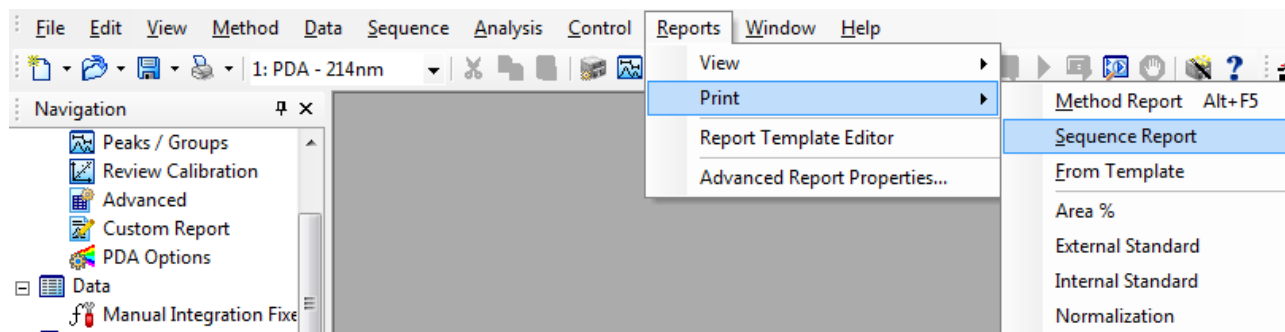 File Edit View Method Data Sequence Analysis Control Reports Window Help
1: PDA - 214nm
View
Print
Report Template Editor
Advanced Report Properties...
Method Report Alt+F5
Sequence Report
From Template
Area %
External Standard
Internal Standard
Normalization
Navigation
Peaks / Groups
Review Calibration
Advanced
Custom Report
PDA Options
Data
Manual Integration Fixe